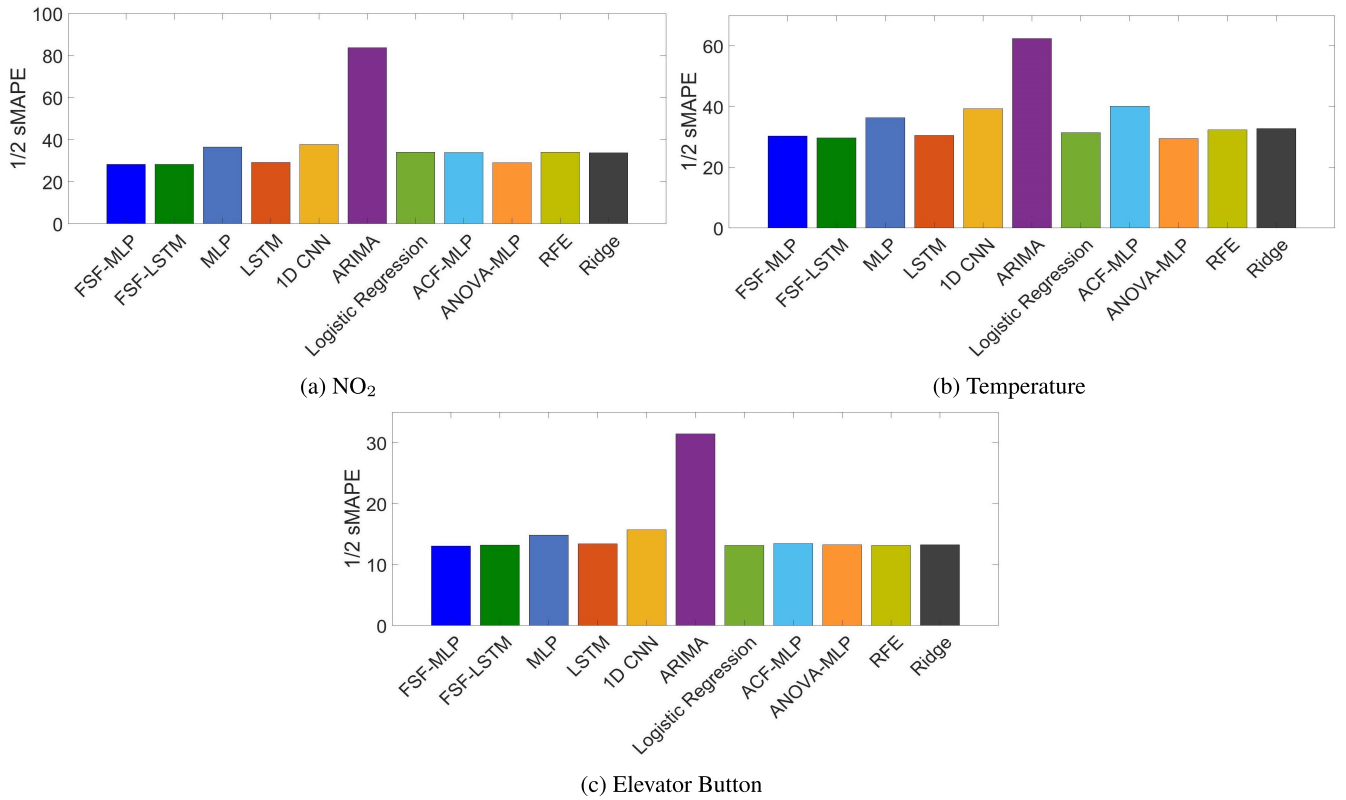 100
80
60
40
20
0
1/2 sMAPE
FSF-MLP
FSF-LSTM
MLP
LSTM
1D CNN
ARIMA
Logistic Regression
ACF-MLP
ANOVA-MLP
RFE
Ridge
(a) NO₂
60
40
20
0
1/2 sMAPE
FSF-MLP
FSF-LSTM
MLP
LSTM
1D CNN
ARIMA
Logistic Regression
ACF-MLP
ANOVA-MLP
RFE
Ridge
(b) Temperature
30
20
10
0
1/2 sMAPE
FSF-MLP
FSF-LSTM
MLP
LSTM
1D CNN
ARIMA
Logistic Regression
ACF-MLP
ANOVA-MLP
RFE
Ridge
(c) Elevator Button